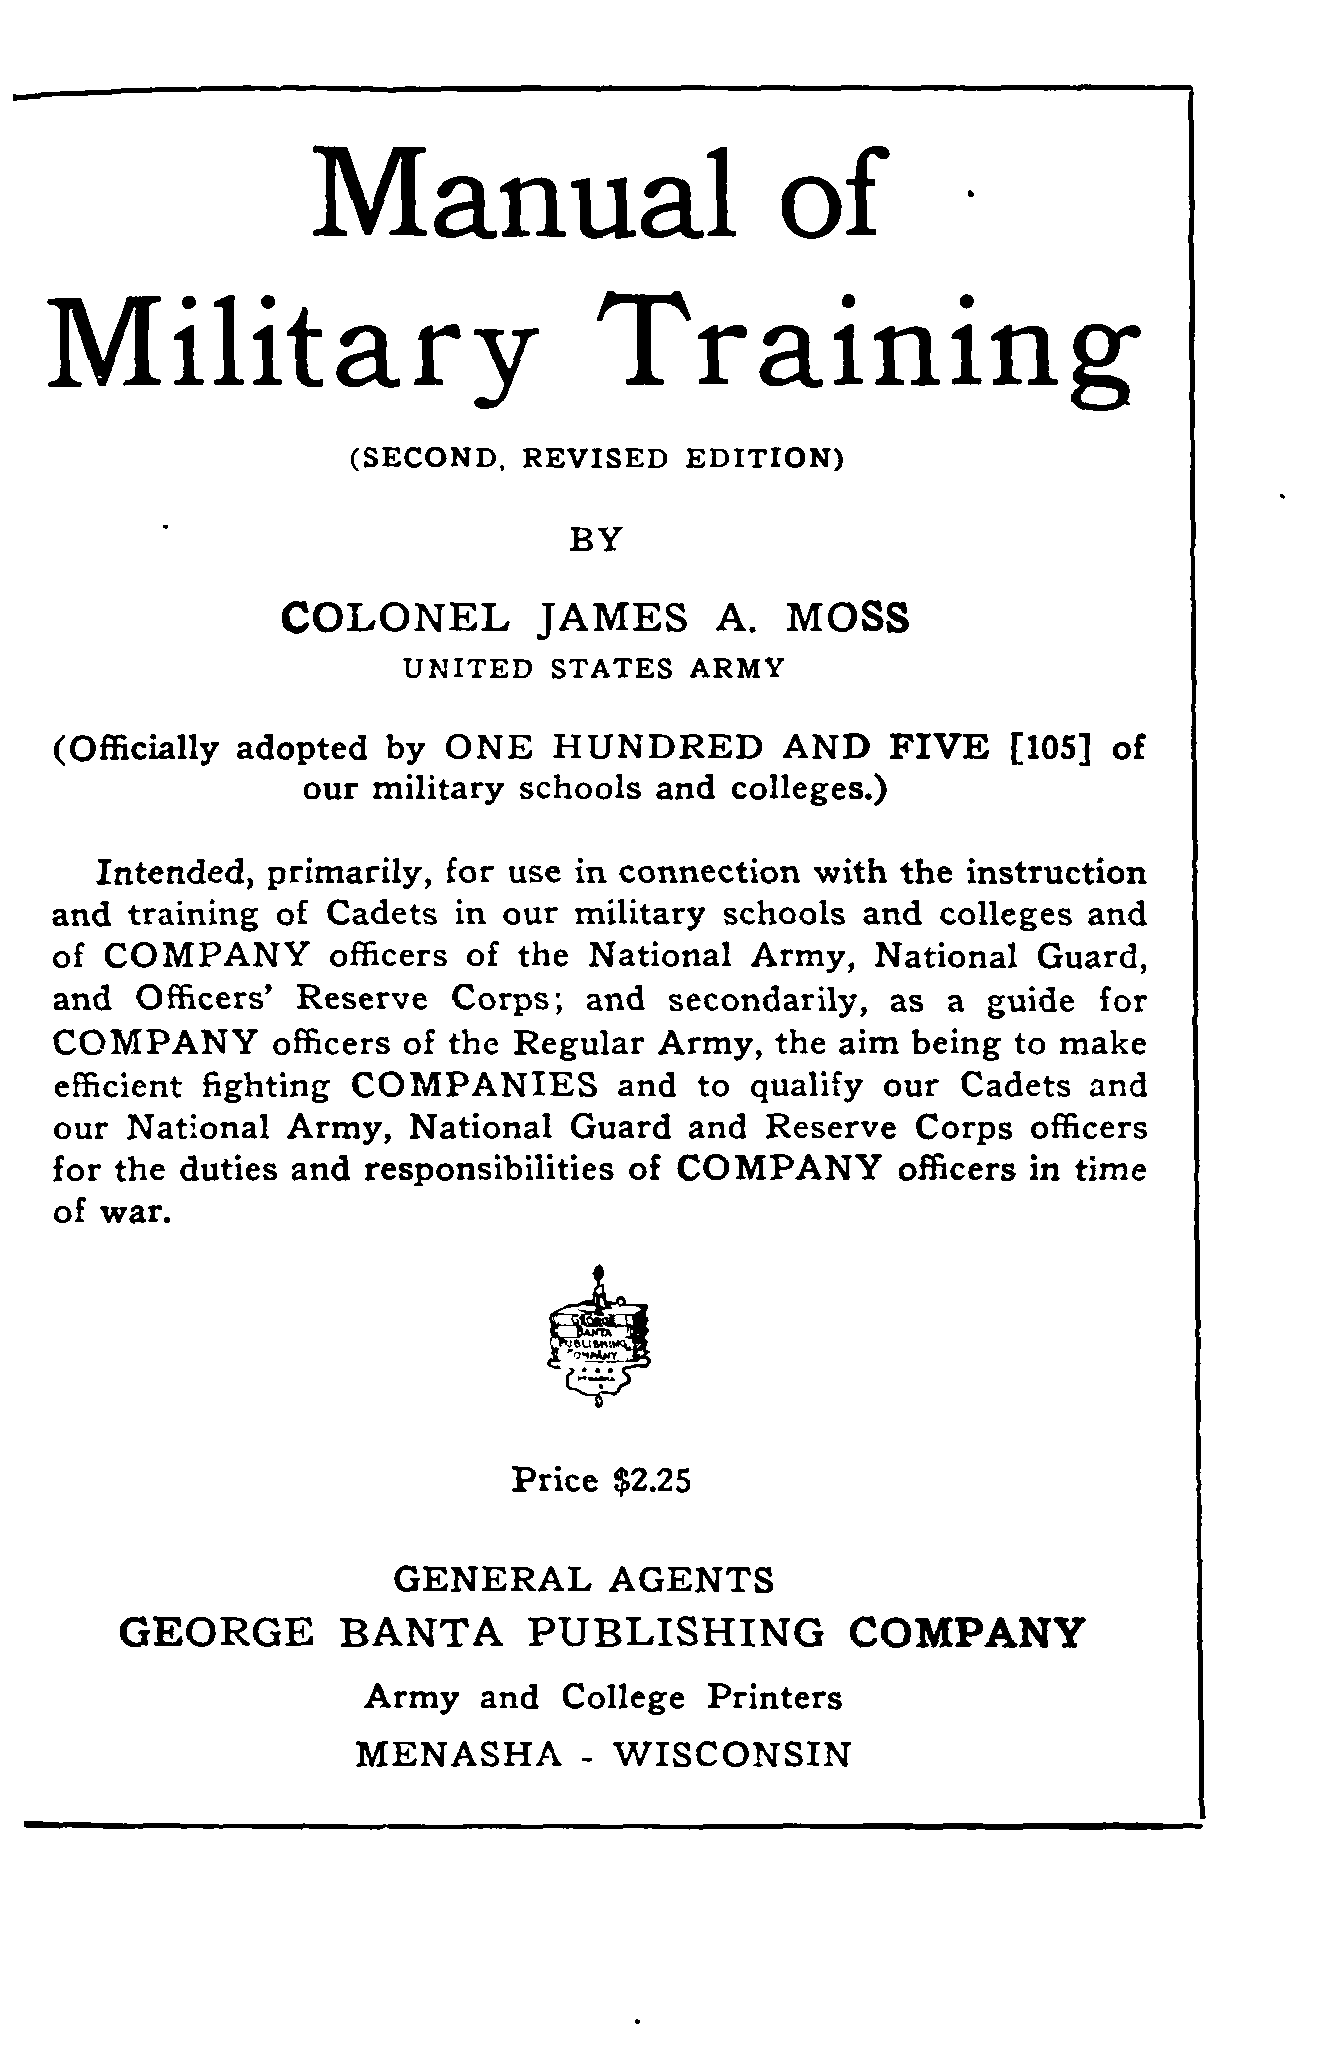 Manual of
Military Training
(SECOND, REVISED EDITION)
BY
COLONEL JAMES A. MOSS
UNITED STATES ARMY
(Officially adopted by ONE HUNDRED AND FIVE [105] of
our military schools and colleges.)
Intended, primarily, for use in connection with the instruction
and training of Cadets in our military schools and colleges and
of COMPANY officers of the National Army, National Guard,
and Officers' Reserve Corps; and secondarily, as a guide for
COMPANY officers of the Regular Army, the aim being to make
efficient fighting COMPANIES and to qualify our Cadets and
our National Army, National Guard and Reserve Corps officers
for the duties and responsibilities of COMPANY officers in time
of war.
GEORGE
BANTA
PUBLISHING
COMPANY
Price $2.25
GENERAL AGENTS
GEORGE BANTA PUBLISHING COMPANY
Army and College Printers
MENASHA - WISCONSIN